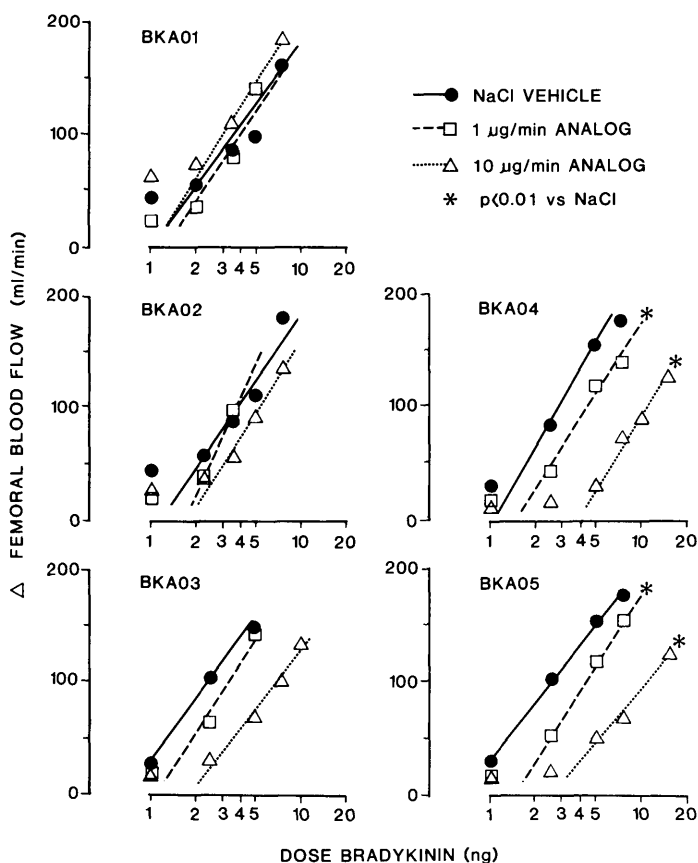 BKA01
200
100
0
1 2 3 4 5 10 20
NaCl VEHICLE
1 µg/min ANALOG
10 µg/min ANALOG
* p<0.01 vs NaCl
BKA02
200
100
0
1 2 3 4 5 10 20
BKA04
200
100
0
*
*
1 2 3 4 5 10 20
BKA03
200
100
0
1 2 3 4 5 10 20
BKA05
200
100
0
*
*
1 2 3 4 5 10 20
Δ FEMORAL BLOOD FLOW (ml/min)
DOSE BRADYKININ (ng)